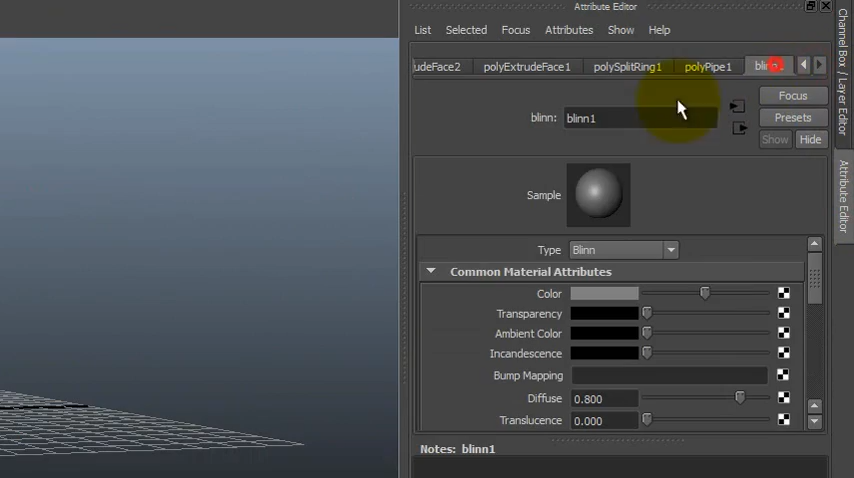 Attribute Editor
List Selected Focus Attributes Show Help
udeFace2 polyExtrudeFace1 polySplitRing1 polyPipe1 blin
Focus
blinn: blinn1
Presets
Show Hide
Sample
Type Blinn
Common Material Attributes
Color
Transparency
Ambient Color
Incandescence
Bump Mapping
Diffuse 0.800
Translucence 0.000
Notes: blinn1
Channel Box / Layer Editor
Attribute Editor